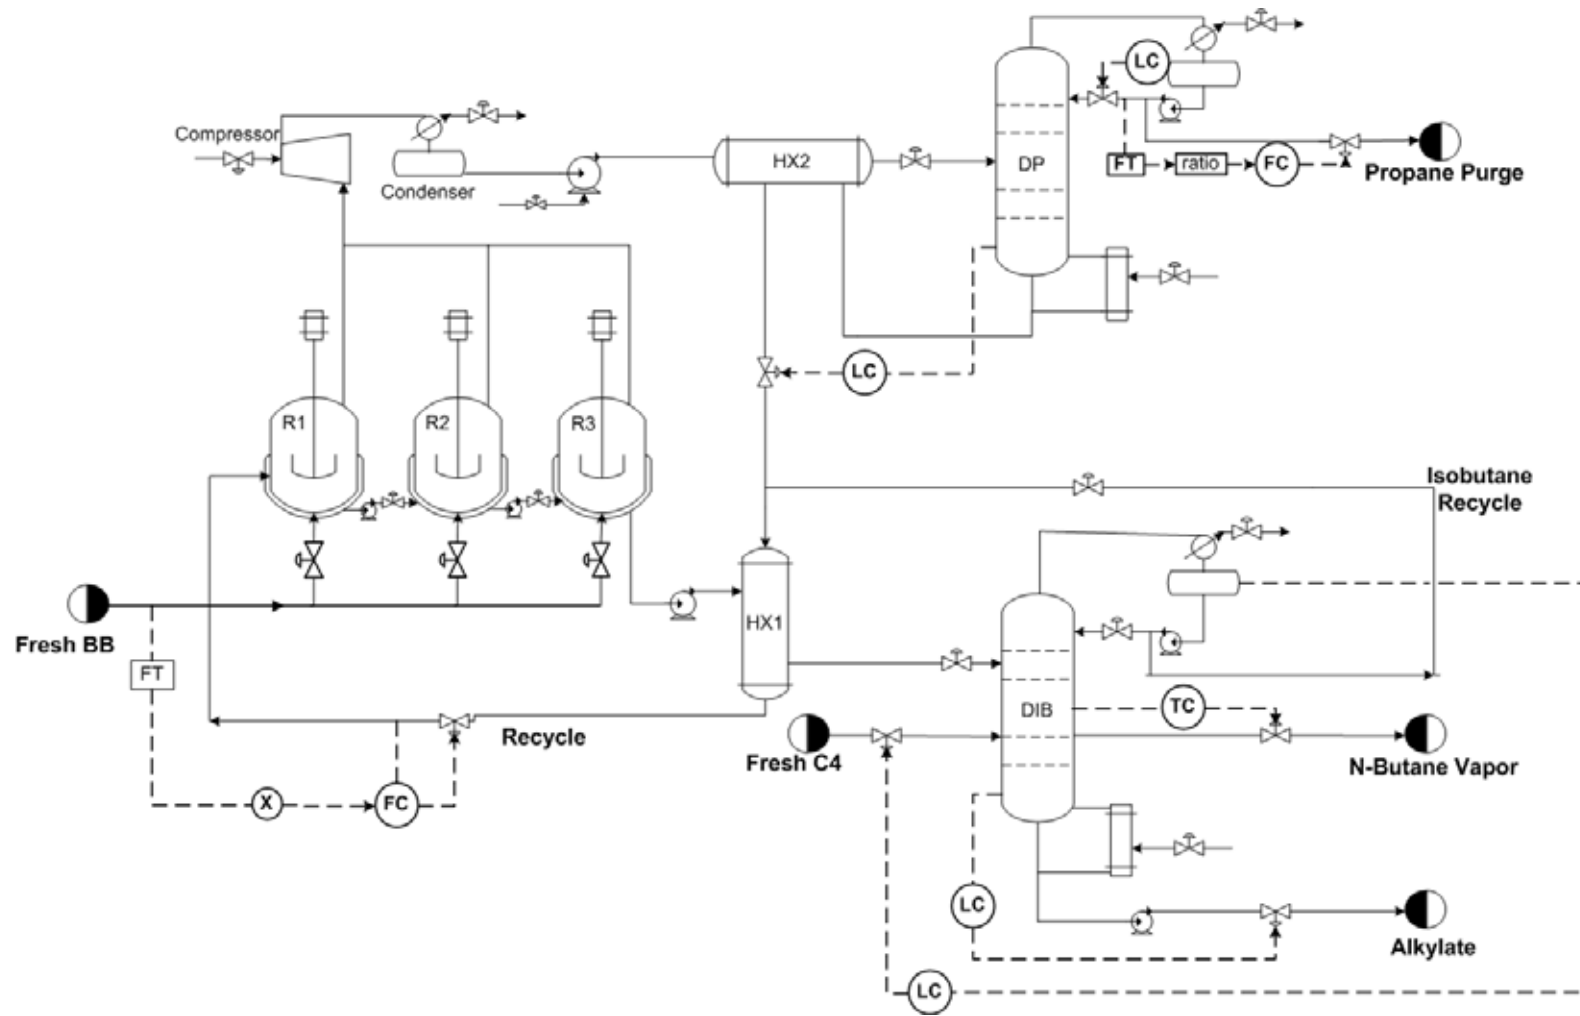 LC
Compressor
HX2
DP
FT
ratio
FC
Propane Purge
Condenser
LC
R1
R2
R3
Isobutane
Recycle
HX1
Fresh BB
FT
DIB
TC
Recycle
Fresh C4
N-Butane Vapor
X
FC
LC
Alkylate
LC